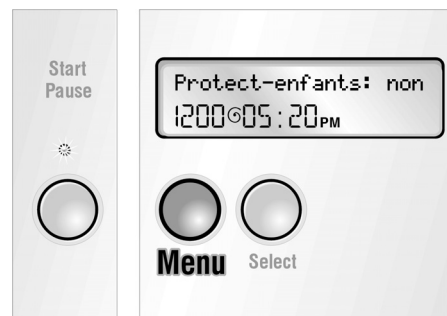 Start
Pause
Protect-enfants: non
1200 05:20PM
Menu
Select